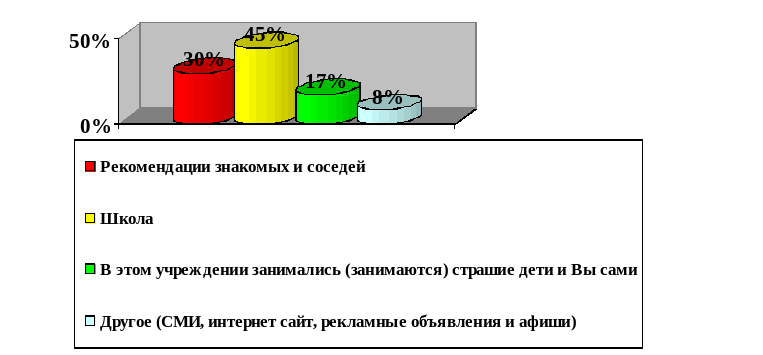 50%
45%
30%
17%
8%
0%
Рекомендации знакомых и соседей
Школа
В этом учреждении занимались (занимаются) страшие дети и Вы сами
Другое (СМИ, интернет сайт, рекламные объявления и афиши)